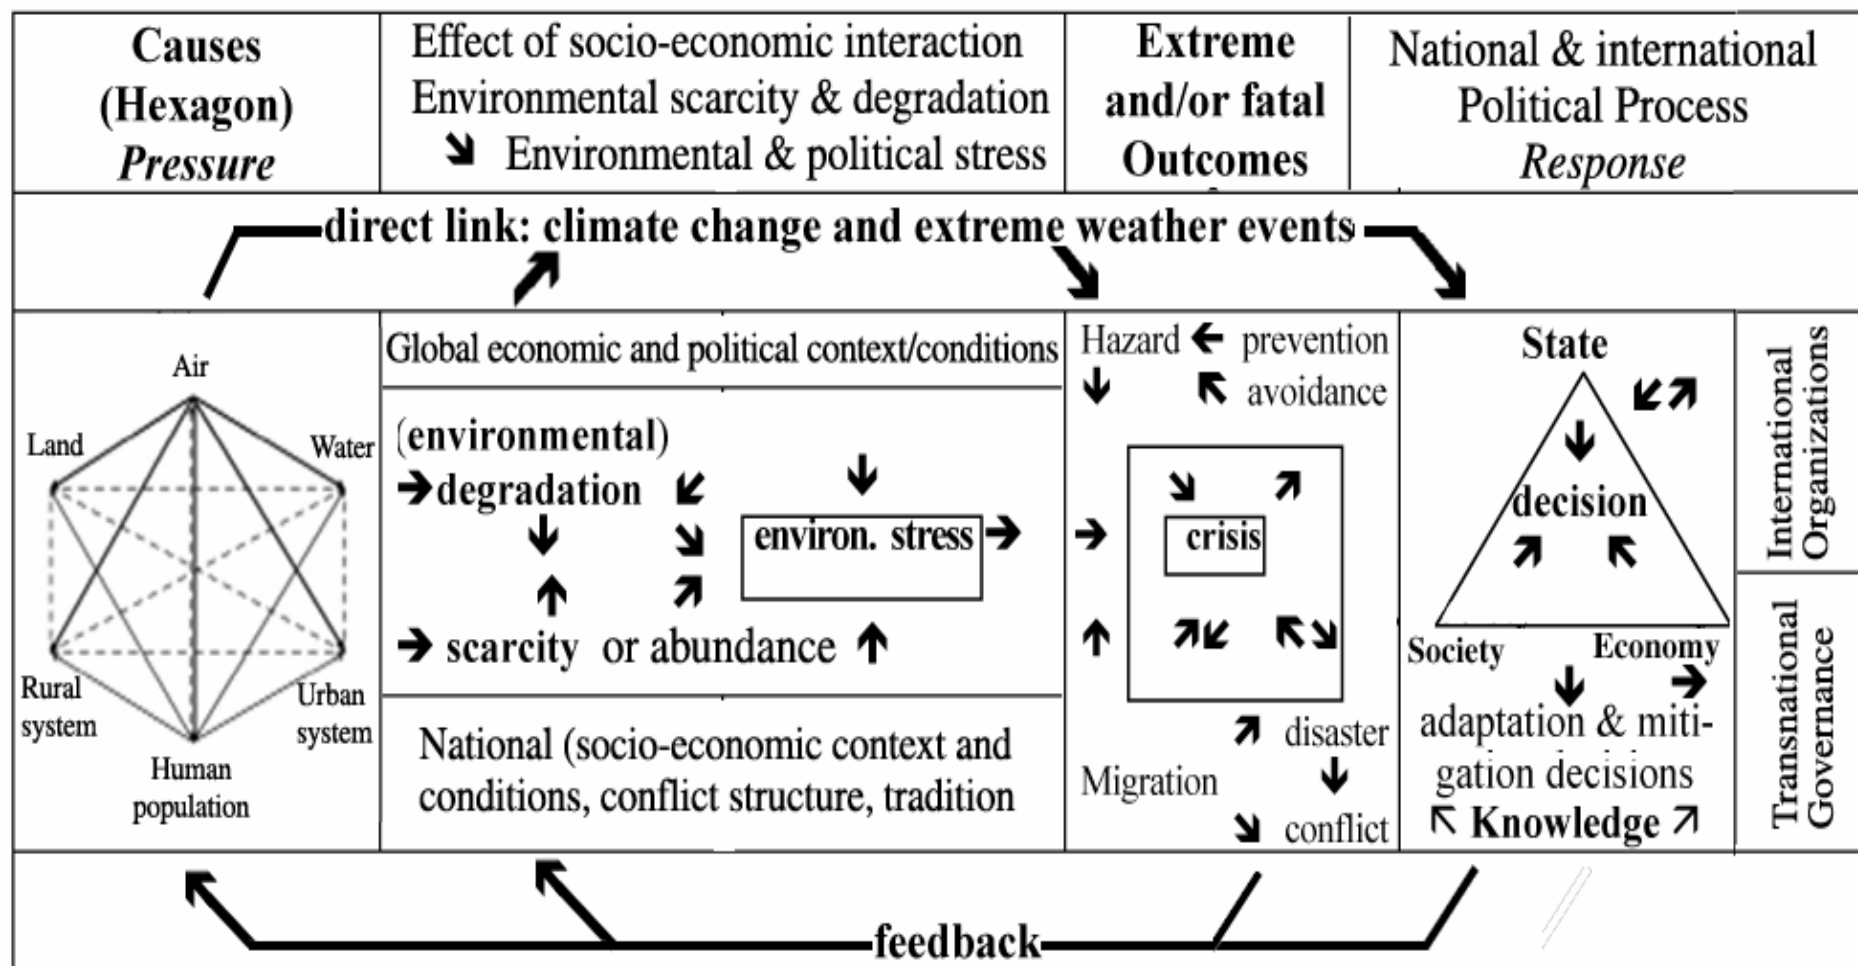 Causes
(Hexagon)
Pressure
Effect of socio-economic interaction
Environmental scarcity & degradation
Environmental & political stress
Extreme
and/or fatal
Outcomes
National & international
Political Process
Response
direct link: climate change and extreme weather events
Air
Land
Water
Rural
system
Urban
system
Human
population
Global economic and political context/conditions
(environmental)
degradation
environ. stress
scarcity or abundance
National (socio-economic context and
conditions, conflict structure, tradition
Hazard prevention
avoidance
crisis
disaster
Migration
conflict
State
decision
Society Economy
adaptation & miti-
gation decisions
Knowledge
International
Organizations
Transnational
Governance
feedback